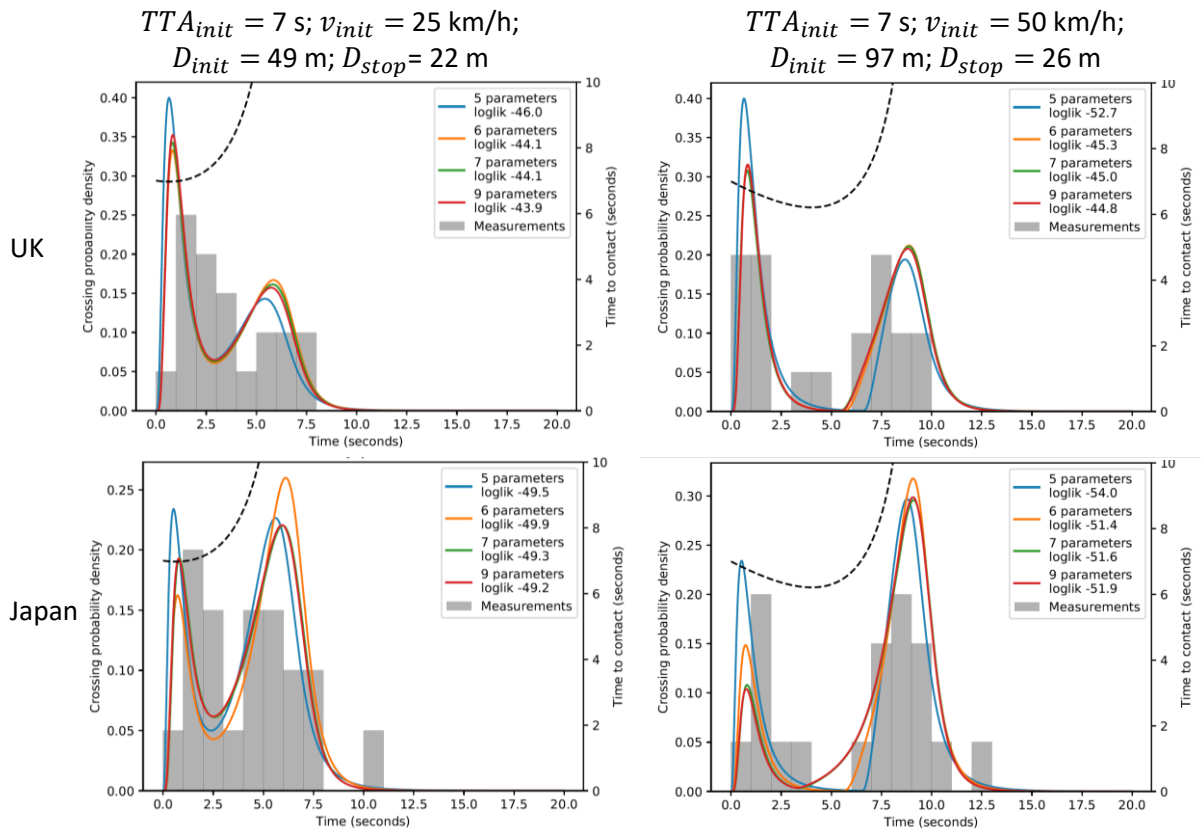 TTA_init = 7 s; v_init = 25 km/h;
D_init = 49 m; D_stop= 22 m
TTA_init = 7 s; v_init = 50 km/h;
D_init = 97 m; D_stop = 26 m
UK
Crossing probability density
0.40
0.35
0.30
0.25
0.20
0.15
0.10
0.05
0.00
5 parameters
loglik -46.0
6 parameters
loglik -44.1
7 parameters
loglik -44.1
9 parameters
loglik -43.9
Measurements
10
8
6
4
2
0
Time to contact (seconds)
0.0 2.5 5.0 7.5 10.0 12.5 15.0 17.5 20.0
Time (seconds)
Crossing probability density
0.40
0.35
0.30
0.25
0.20
0.15
0.10
0.05
0.00
5 parameters
loglik -52.7
6 parameters
loglik -45.3
7 parameters
loglik -45.0
9 parameters
loglik -44.8
Measurements
10
8
6
4
2
0
Time to contact (seconds)
0.0 2.5 5.0 7.5 10.0 12.5 15.0 17.5 20.0
Time (seconds)
Japan
Crossing probability density
0.25
0.20
0.15
0.10
0.05
0.00
5 parameters
loglik -49.5
6 parameters
loglik -49.9
7 parameters
loglik -49.3
9 parameters
loglik -49.2
Measurements
10
8
6
4
2
0
Time to contact (seconds)
0.0 2.5 5.0 7.5 10.0 12.5 15.0 17.5 20.0
Time (seconds)
Crossing probability density
0.30
0.25
0.20
0.15
0.10
0.05
0.00
5 parameters
loglik -54.0
6 parameters
loglik -51.4
7 parameters
loglik -51.6
9 parameters
loglik -51.9
Measurements
10
8
6
4
2
0
Time to contact (seconds)
0.0 2.5 5.0 7.5 10.0 12.5 15.0 17.5 20.0
Time (seconds)